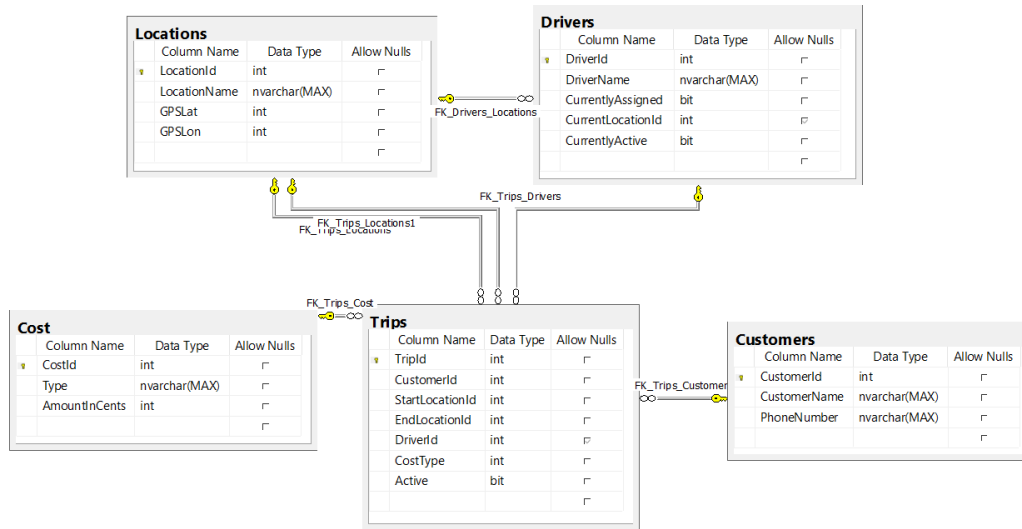 Locations
Column Name Data Type Allow Nulls
LocationId int
LocationName nvarchar(MAX)
GPSLat int
GPSLon int
Drivers
Column Name Data Type Allow Nulls
DriverId int
DriverName nvarchar(MAX)
CurrentlyAssigned bit
CurrentLocationId int
CurrentlyActive bit
FK_Drivers_Locations
FK_Trips_Drivers
FK_Trips_Locations1
FK_Trips_Locations
FK_Trips_Cost
Cost
Column Name Data Type Allow Nulls
CostId int
Type nvarchar(MAX)
AmountInCents int
Trips
Column Name Data Type Allow Nulls
TripId int
CustomerId int
StartLocationId int
EndLocationId int
DriverId int
CostType int
Active bit
FK_Trips_Customer
Customers
Column Name Data Type Allow Nulls
CustomerId int
CustomerName nvarchar(MAX)
PhoneNumber nvarchar(MAX)